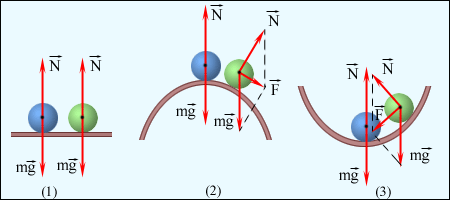 N⃗ N⃗
mg⃗ mg⃗
(1)
N⃗ N⃗
F⃗
mg⃗ mg⃗
(2)
N⃗ N⃗
F⃗
mg⃗ mg⃗
(3)